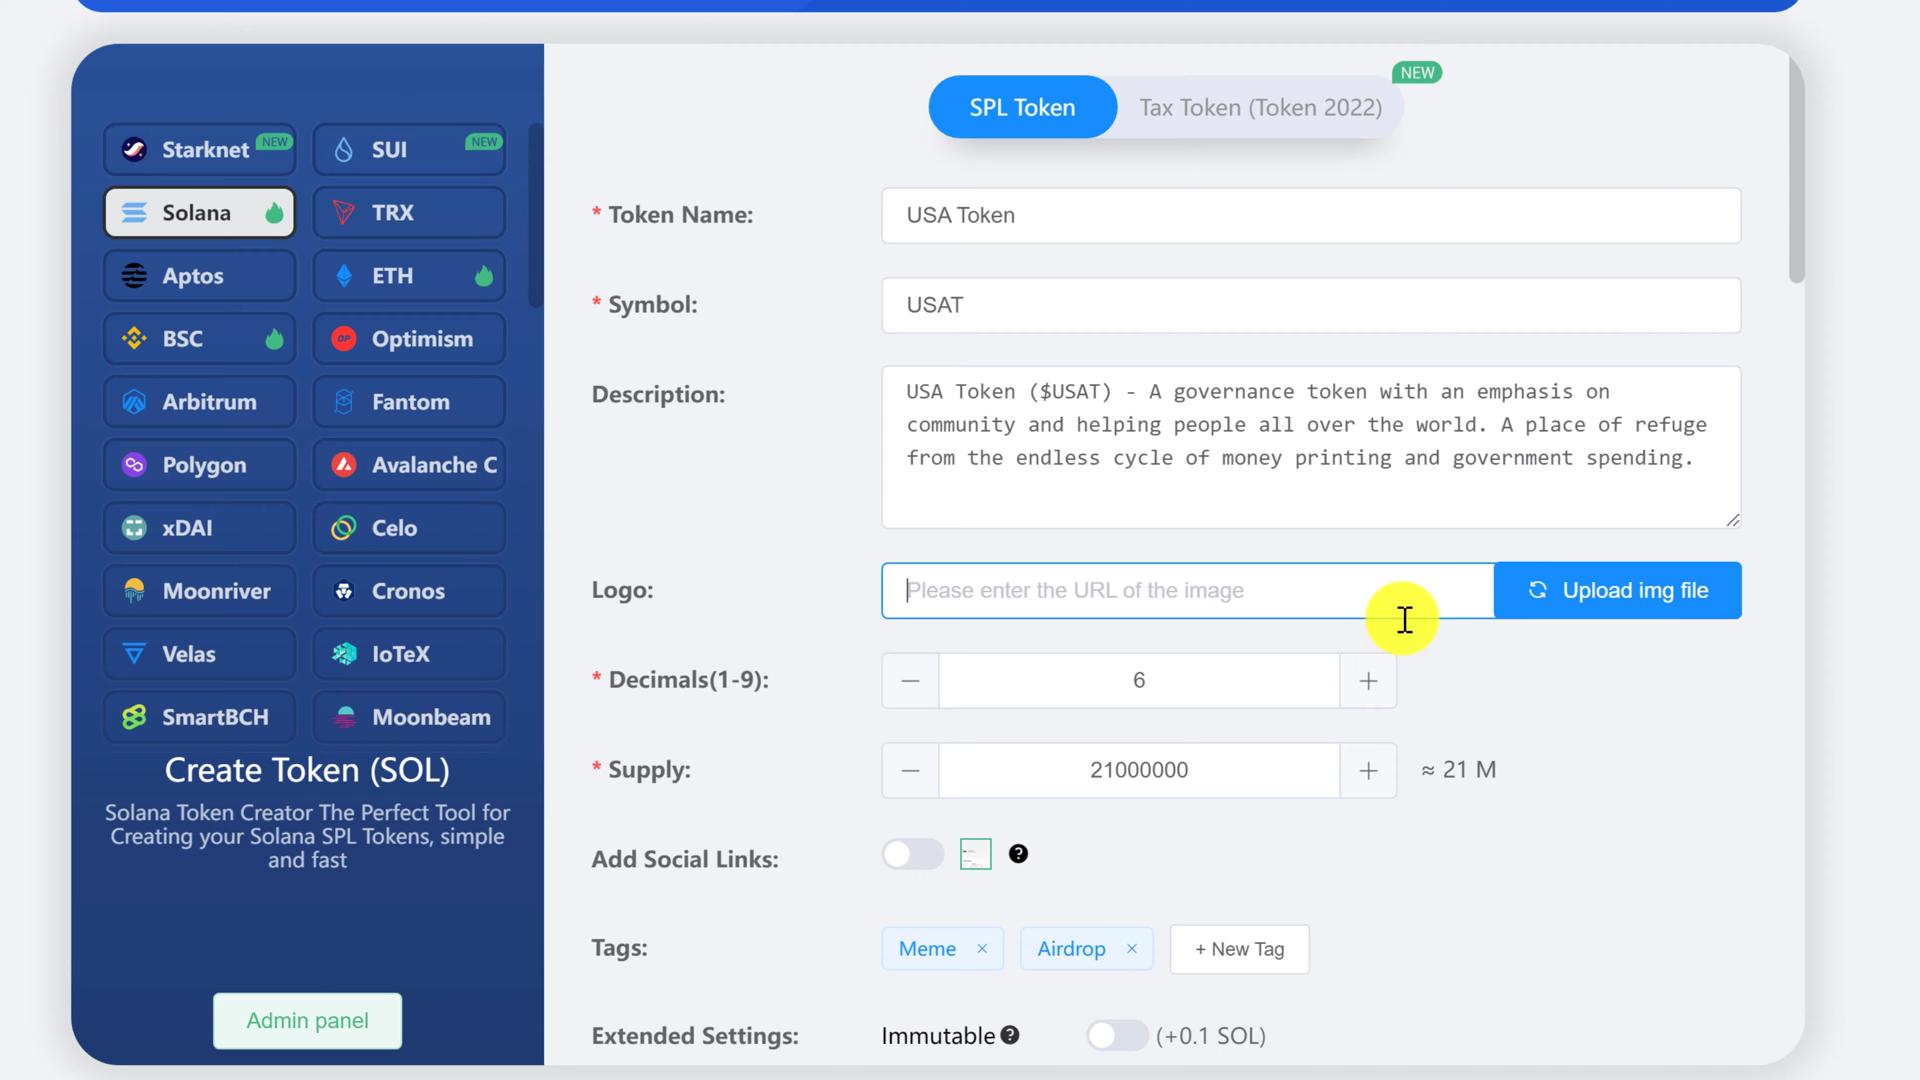 Starknet NEW
SUI NEW
Solana
TRX
Aptos
ETH
BSC
Optimism
Arbitrum
Fantom
Polygon
Avalanche C
xDAI
Celo
Moonriver
Cronos
Velas
IoTeX
SmartBCH
Moonbeam
Create Token (SOL)
Solana Token Creator The Perfect Tool for
Creating your Solana SPL Tokens, simple
and fast
Admin panel
NEW
SPL Token
Tax Token (Token 2022)
* Token Name:
USA Token
* Symbol:
USAT
Description:
USA Token ($USAT) - A governance token with an emphasis on
community and helping people all over the world. A place of refuge
from the endless cycle of money printing and government spending.
Logo:
Please enter the URL of the image
Upload img file
* Decimals(1-9):
— 6 +
* Supply:
— 21000000 + ≈ 21 M
Add Social Links: ?
Tags:
Meme ×
Airdrop ×
+ New Tag
Extended Settings:
Immutable ? (+0.1 SOL)